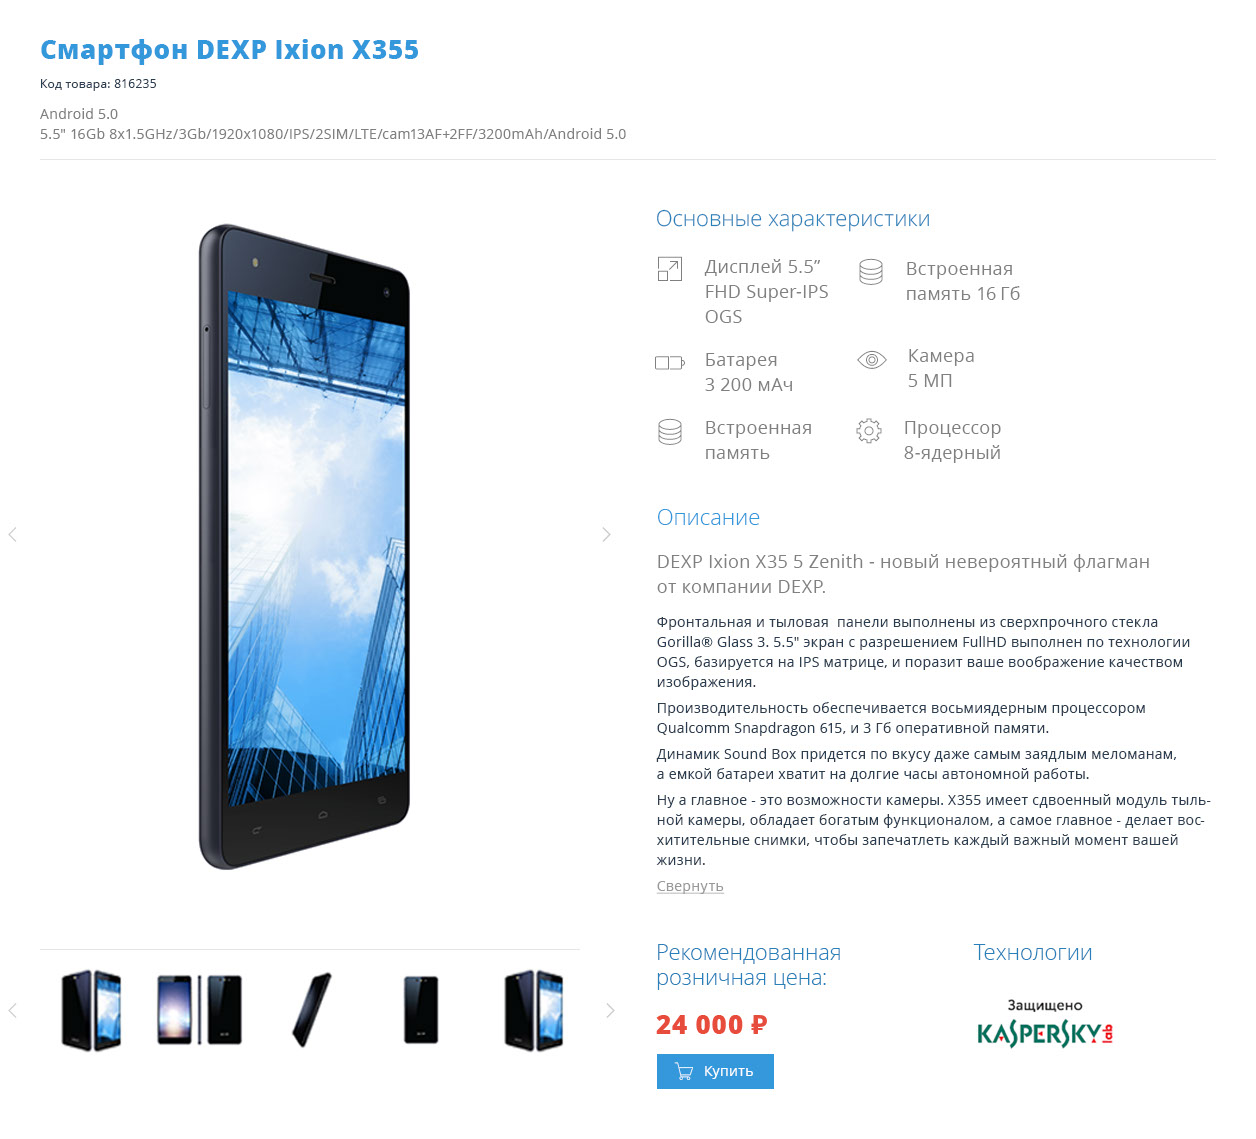 Смартфон DEXP Ixion X355
Код товара: 816235
Android 5.0
5.5" 16Gb 8x1.5GHz/3Gb/1920x1080/IPS/2SIM/LTE/cam13AF+2FF/3200mAh/Android 5.0
Основные характеристики
Дисплей 5.5”
FHD Super-IPS
OGS
Встроенная
память 16 Гб
Батарея
3 200 мАч
Камера
5 МП
Встроенная
память
Процессор
8-ядерный
Описание
DEXP Ixion X35 5 Zenith - новый невероятный флагман
от компании DEXP.
Фронтальная и тыловая  панели выполнены из сверхпрочного стекла
Gorilla® Glass 3. 5.5" экран с разрешением FullHD выполнен по технологии
OGS, базируется на IPS матрице, и поразит ваше воображение качеством
изображения.
Производительность обеспечивается восьмиядерным процессором
Qualcomm Snapdragon 615, и 3 Гб оперативной памяти.
Динамик Sound Box придется по вкусу даже самым заядлым меломанам,
а емкой батареи хватит на долгие часы автономной работы.
Ну а главное - это возможности камеры. X355 имеет сдвоенный модуль тыль-
ной камеры, обладает богатым функционалом, а самое главное - делает вос-
хитительные снимки, чтобы запечатлеть каждый важный момент вашей
жизни.
Свернуть
Рекомендованная
розничная цена:
24 000 ₽
Купить
Технологии
Защищено
KASPERSKY lab